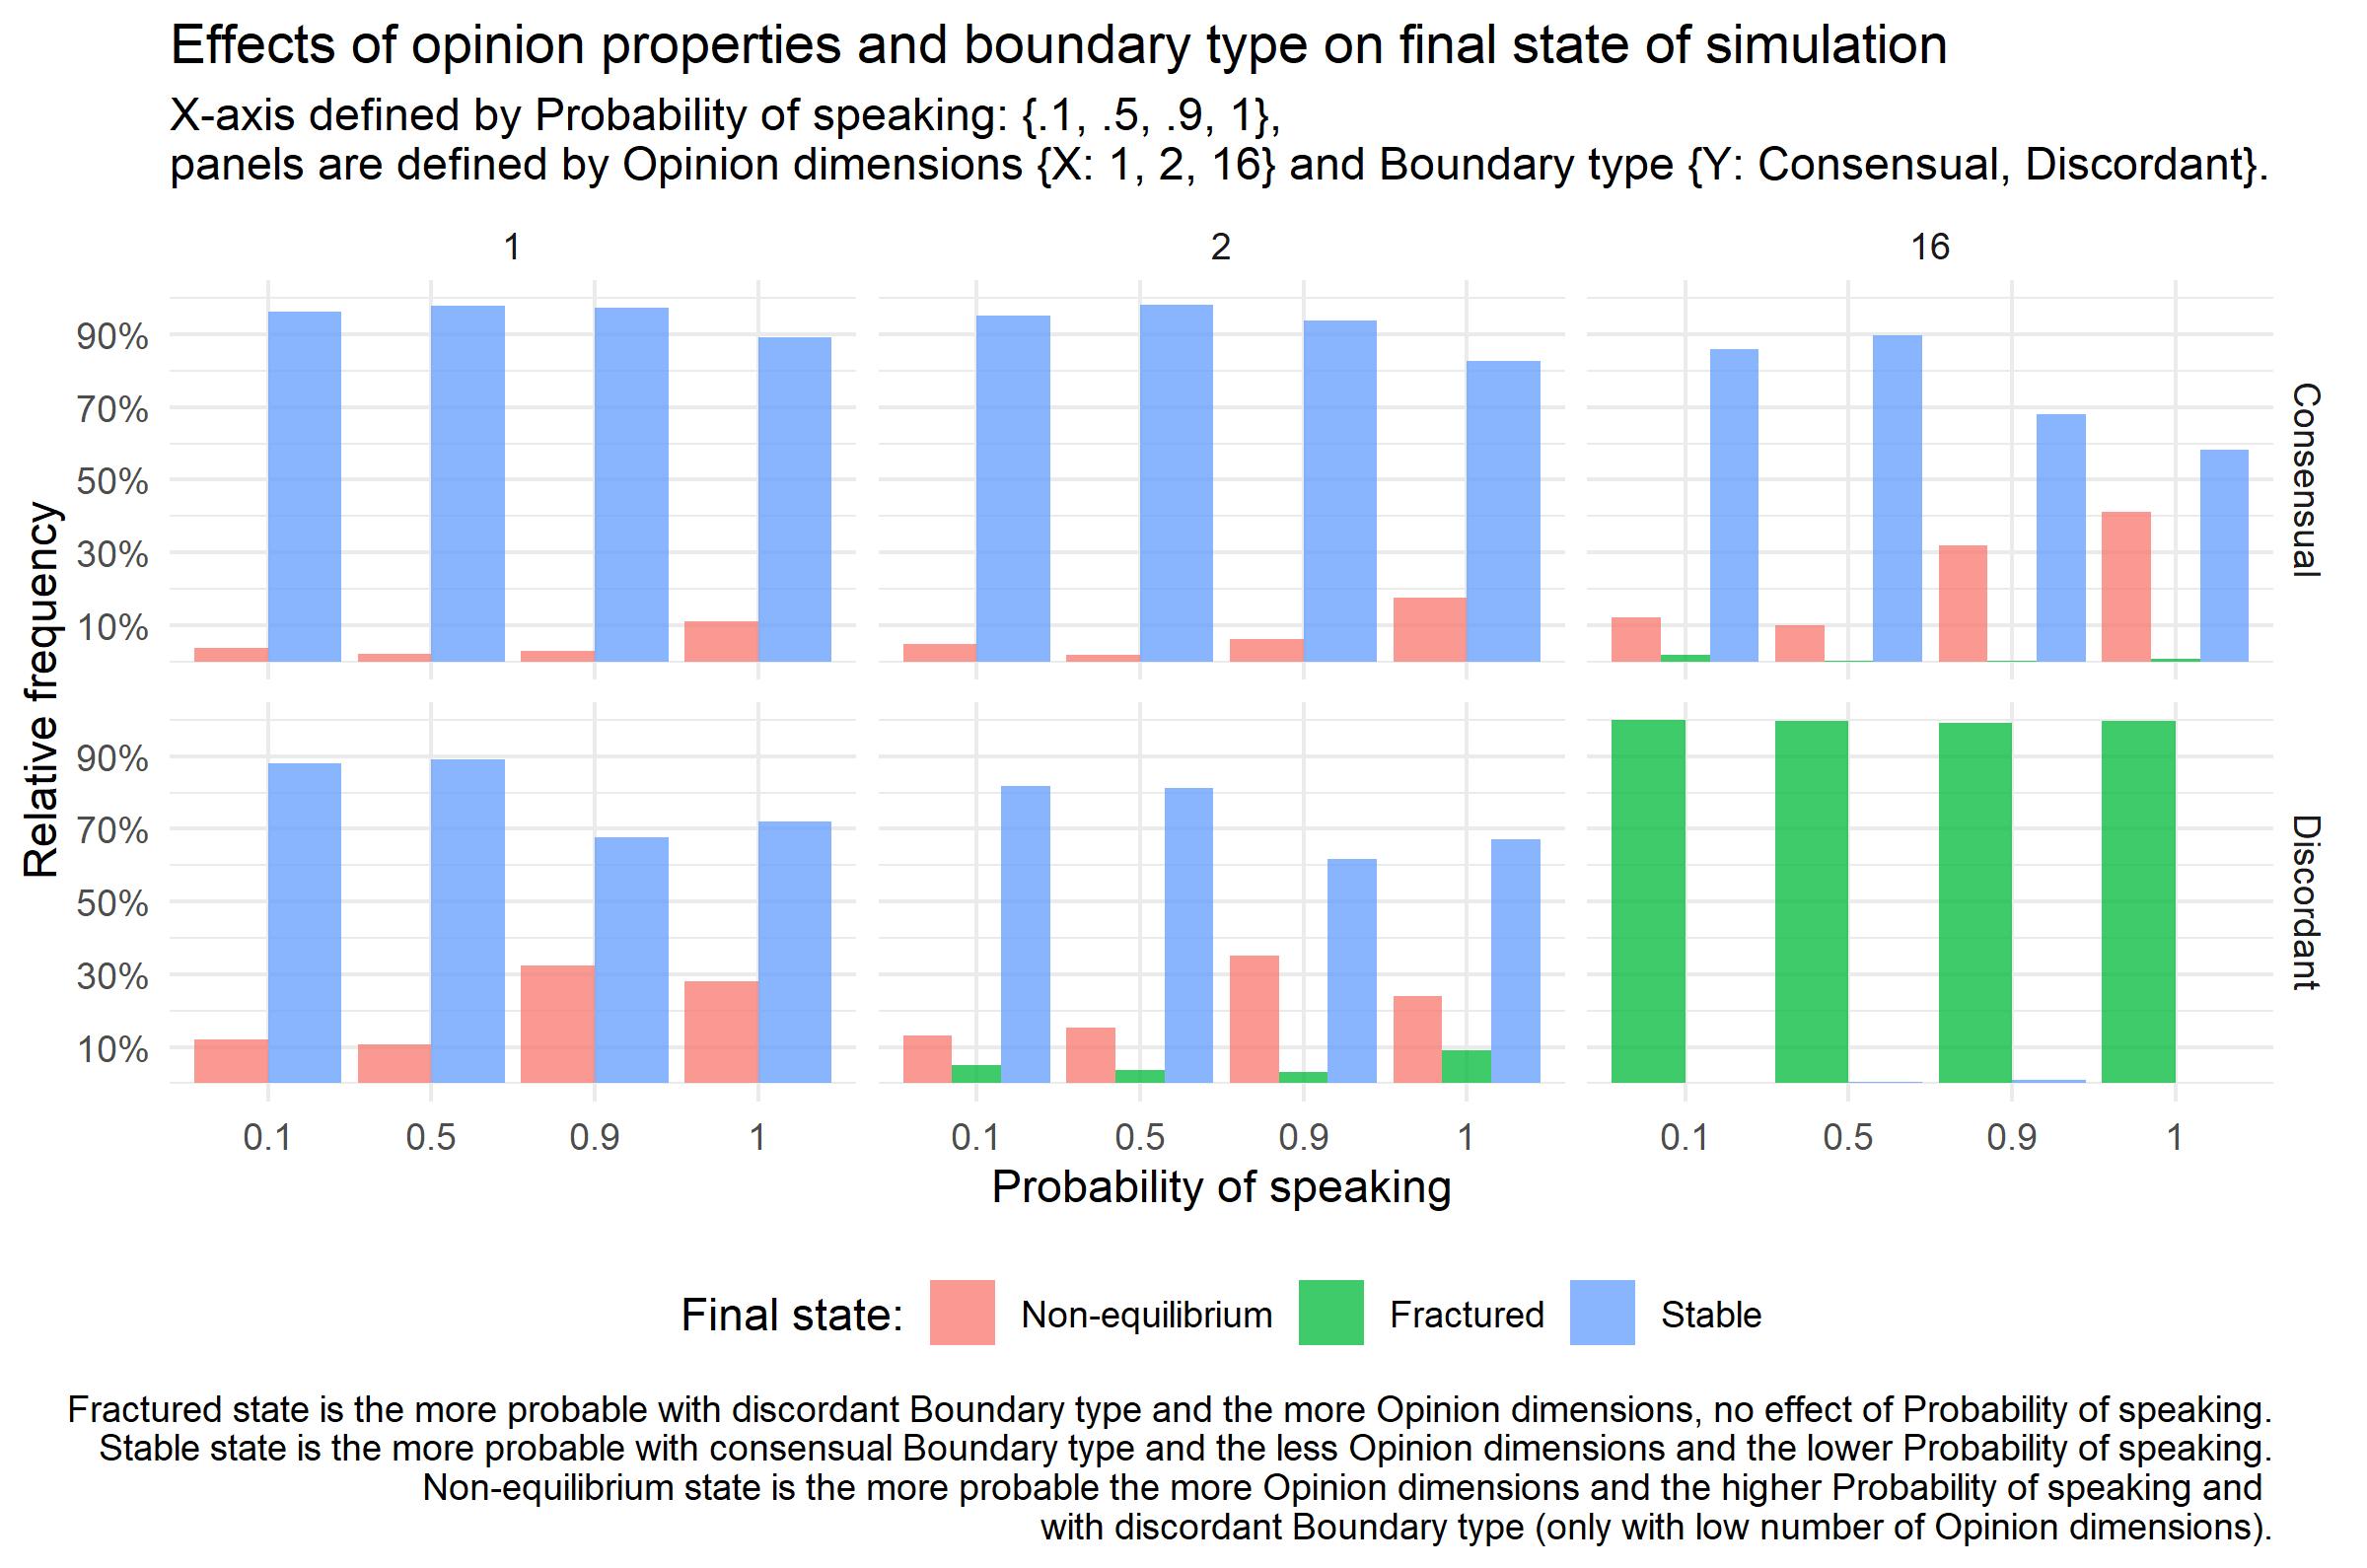 Effects of opinion properties and boundary type on final state of simulation
X-axis defined by Probability of speaking: {.1, .5, .9, 1},
panels are defined by Opinion dimensions {X: 1, 2, 16} and Boundary type {Y: Consensual, Discordant}.
1
2
16
90%
70%
50%
30%
10%
Consensual
Relative frequency
90%
70%
50%
30%
10%
Discordant
0.1
0.5
0.9
1
0.1
0.5
0.9
1
0.1
0.5
0.9
1
Probability of speaking
Final state:
Non-equilibrium
Fractured
Stable
Fractured state is the more probable with discordant Boundary type and the more Opinion dimensions, no effect of Probability of speaking.
Stable state is the more probable with consensual Boundary type and the less Opinion dimensions and the lower Probability of speaking.
Non-equilibrium state is the more probable the more Opinion dimensions and the higher Probability of speaking and
with discordant Boundary type (only with low number of Opinion dimensions).